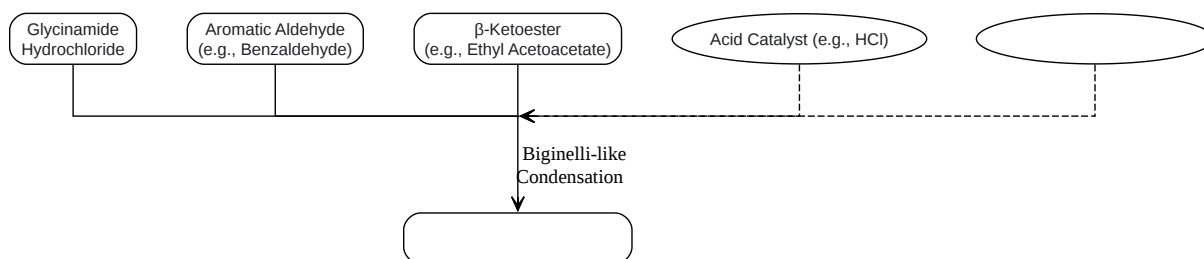 Glycinamide
Hydrochloride
Aromatic Aldehyde
(e.g., Benzaldehyde)
β-Ketoester
(e.g., Ethyl Acetoacetate)
Acid Catalyst (e.g., HCl)
Biginelli-like
Condensation